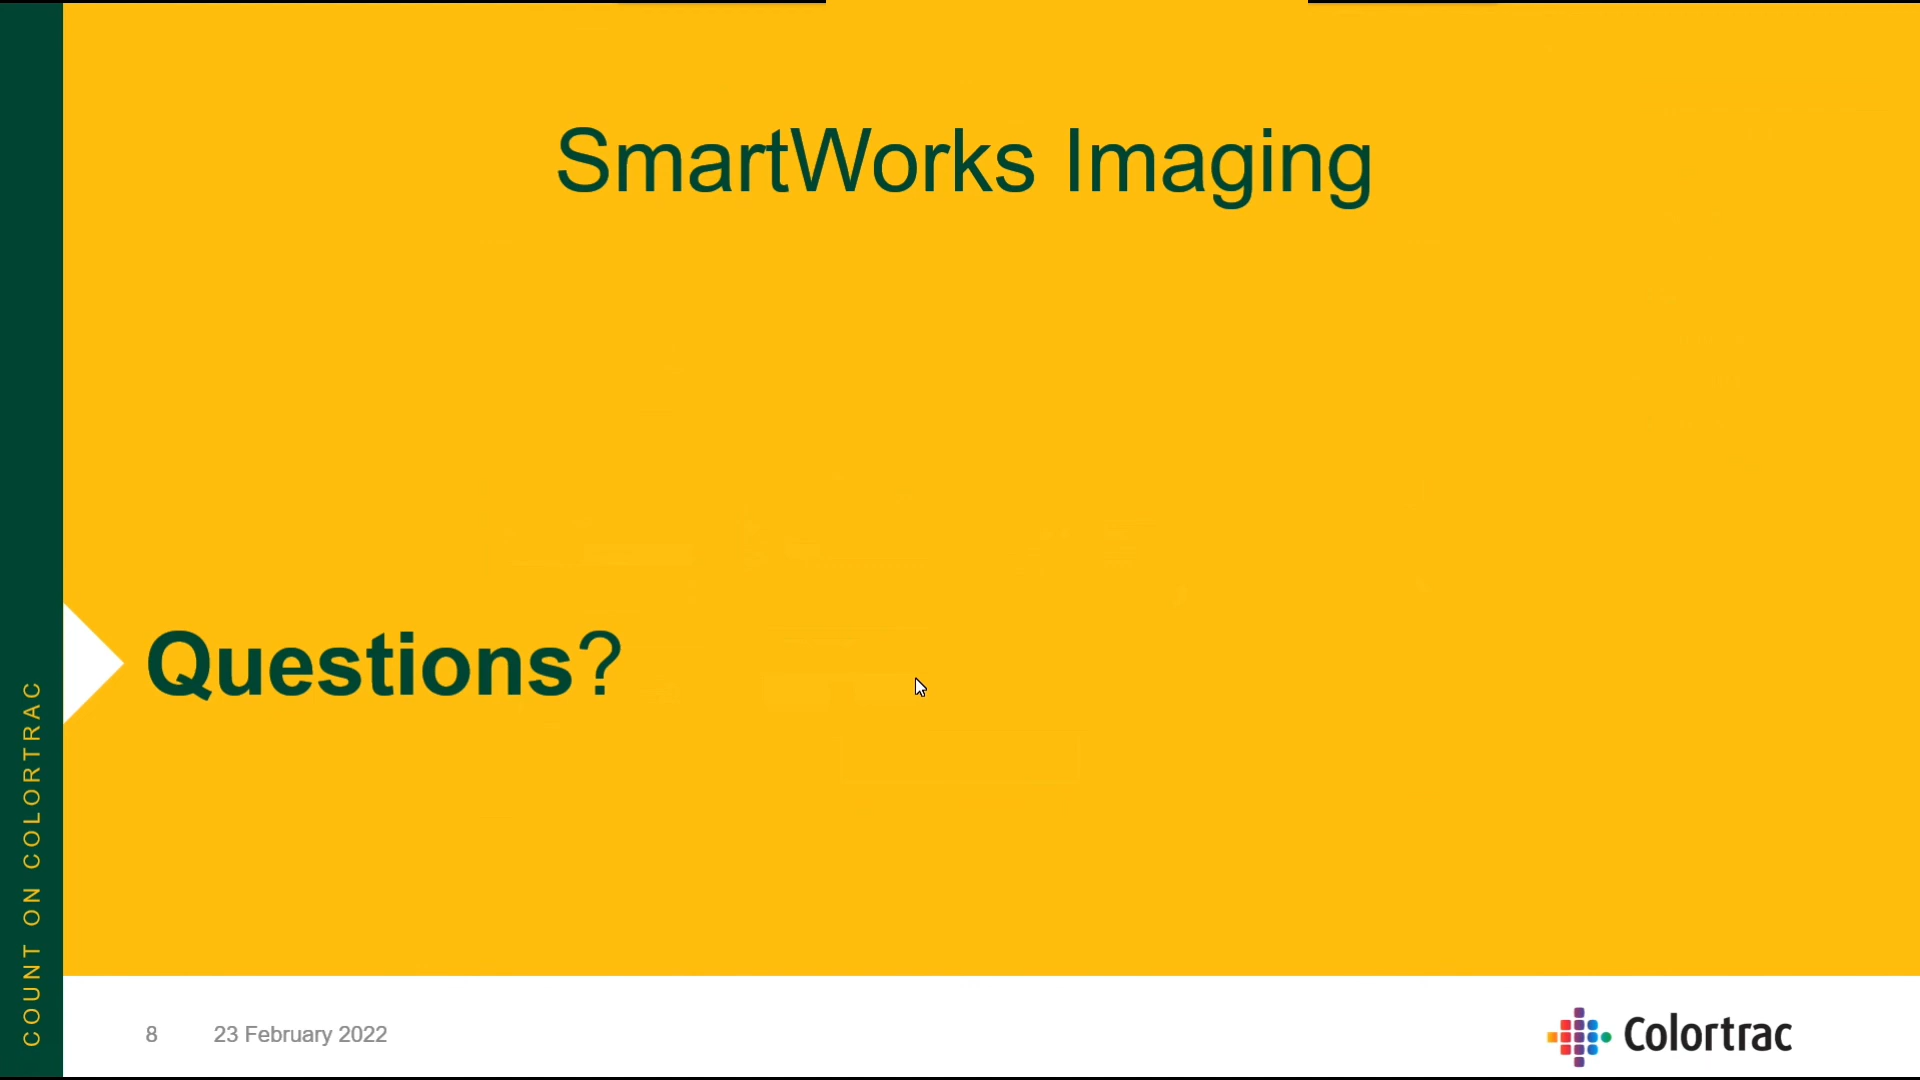 SmartWorks Imaging
Questions?
COUNT ON COLORTRAC
8 23 February 2022
Colortrac